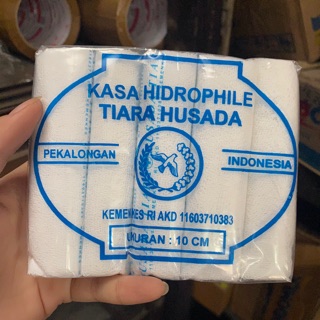 KASA HIDROPHILE
TIARA HUSADA
PEKALONGAN
INDONESIA
KEMENKES RI AKD 11603710383
UKURAN : 10 CM